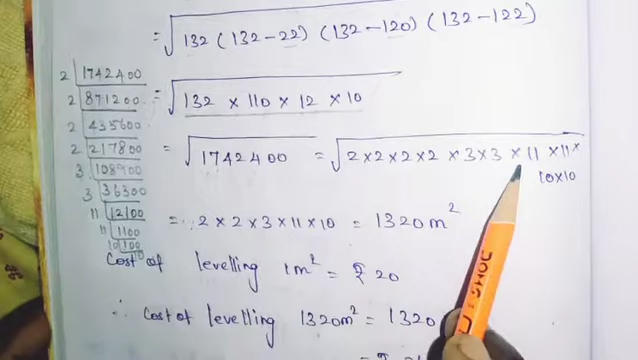 = √132 (132-22) (132-120) (132-122)
= √132 × 110 × 12 × 10
= √1742400 = √2×2×2×2 × 3×3 × 11 × 11 ×
10×10
= 2 × 2 × 3 × 11 × 10 = 1320 m²
Cost of levelling 1m² = ₹ 20
∴ Cost of levelling 1320m² = 1320
= ₹
2 1742400
2 871200
2 435600
2 217800
3 108900
3 36300
11 12100
11 1100
10 100
10